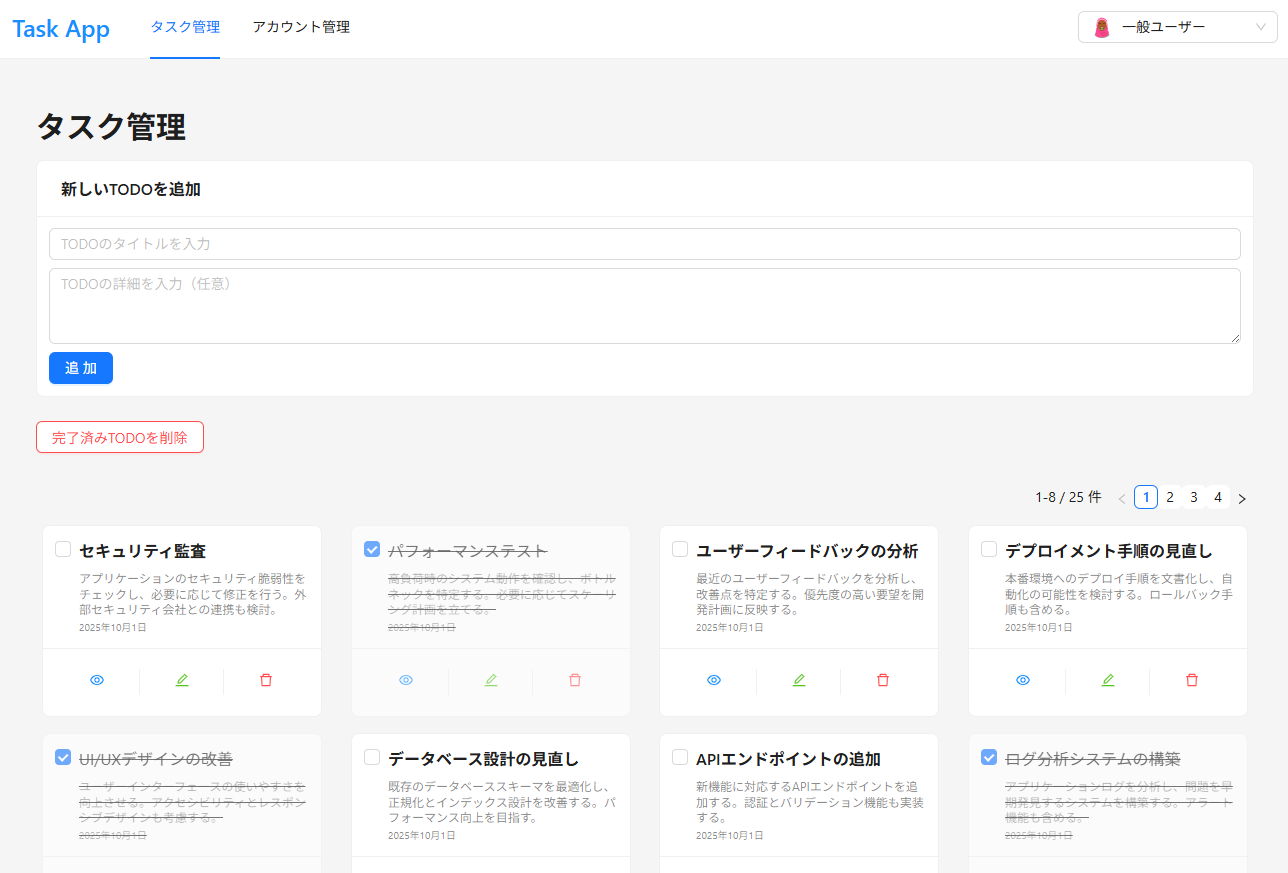 Task App
タスク管理
アカウント管理
一般ユーザー
タスク管理
新しいTODOを追加
TODOのタイトルを入力
TODOの詳細を入力（任意）
追 加
完了済みTODOを削除
1-8 / 25 件
1
2
3
4
セキュリティ監査
アプリケーションのセキュリティ脆弱性を
チェックし、必要に応じて修正を行う。外
部セキュリティ会社との連携も検討。
2025年10月1日
パフォーマンステスト
高負荷時のシステム動作を確認し、ボトル
ネックを特定する。必要に応じてスケーリ
ング計画を立てる。
2025年10月1日
ユーザーフィードバックの分析
最近のユーザーフィードバックを分析し、
改善点を特定する。優先度の高い要望を開
発計画に反映する。
2025年10月1日
デプロイメント手順の見直し
本番環境へのデプロイ手順を文書化し、自
動化の可能性を検討する。ロールバック手
順も含める。
2025年10月1日
UI/UXデザインの改善
ユーザーインターフェースの使いやすさを
向上させる。アクセシビリティとレスポン
シブデザインも考慮する。
2025年10月1日
データベース設計の見直し
既存のデータベーススキーマを最適化し、
正規化とインデックス設計を改善する。パ
フォーマンス向上を目指す。
2025年10月1日
APIエンドポイントの追加
新機能に対応するAPIエンドポイントを追
加する。認証とバリデーション機能も実装
する。
2025年10月1日
ログ分析システムの構築
アプリケーションログを分析し、問題を早
期発見するシステムを構築する。アラート
機能も含める。
2025年10月1日